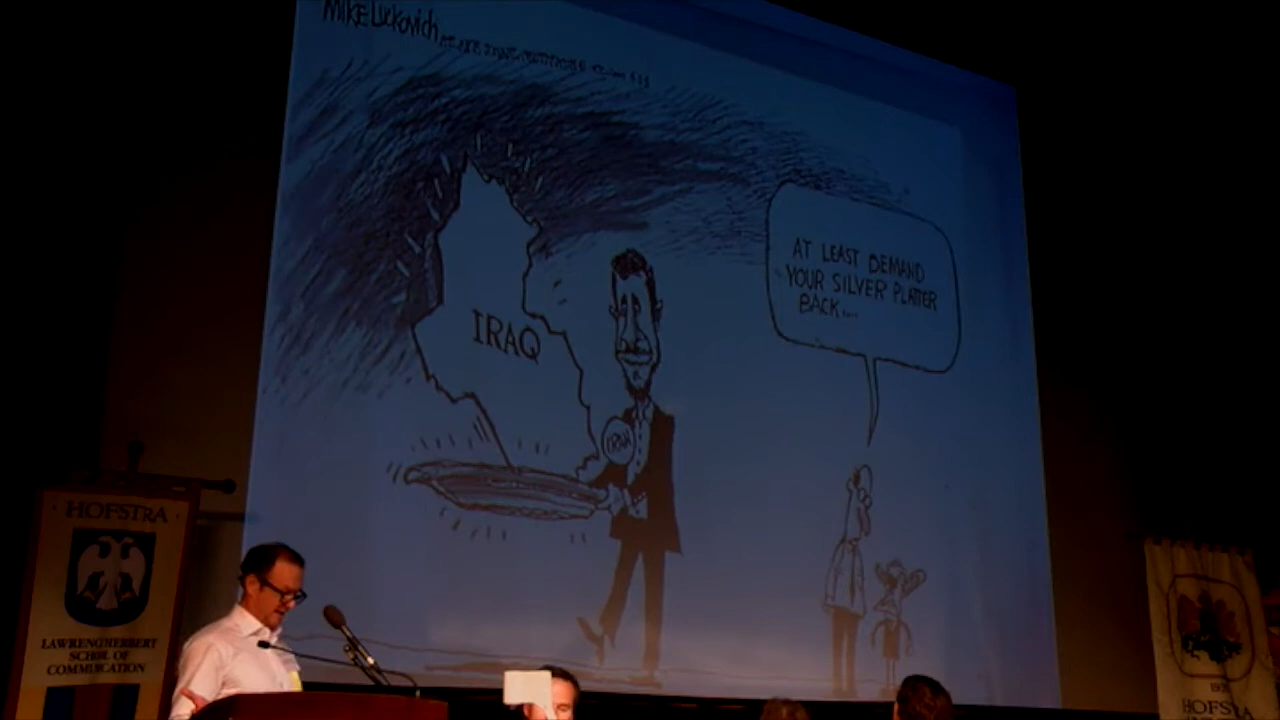 MIKE LUCKOVICH
AT LEAST DEMAND
YOUR SILVER PLATTER
BACK...
IRAQ
IRAN
HOFSTRA
LAWRENCE HERBERT
SCHOOL OF
COMMUNICATION
HOFSTRA